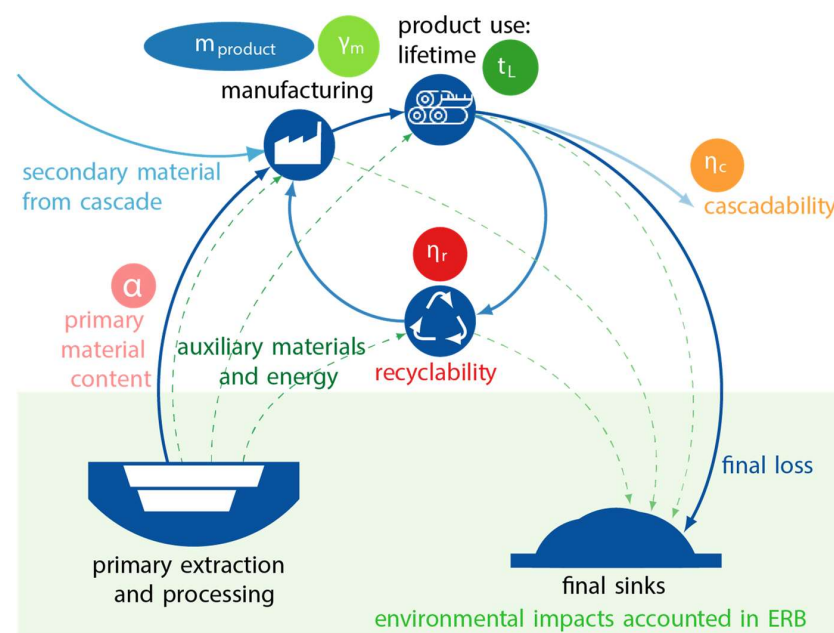 m product
γm
product use:
lifetime
tL
manufacturing
secondary material
from cascade
ηc
cascadability
α
primary
material
content
ηr
auxiliary materials
and energy
recyclability
final loss
primary extraction
and processing
final sinks
environmental impacts accounted in ERB